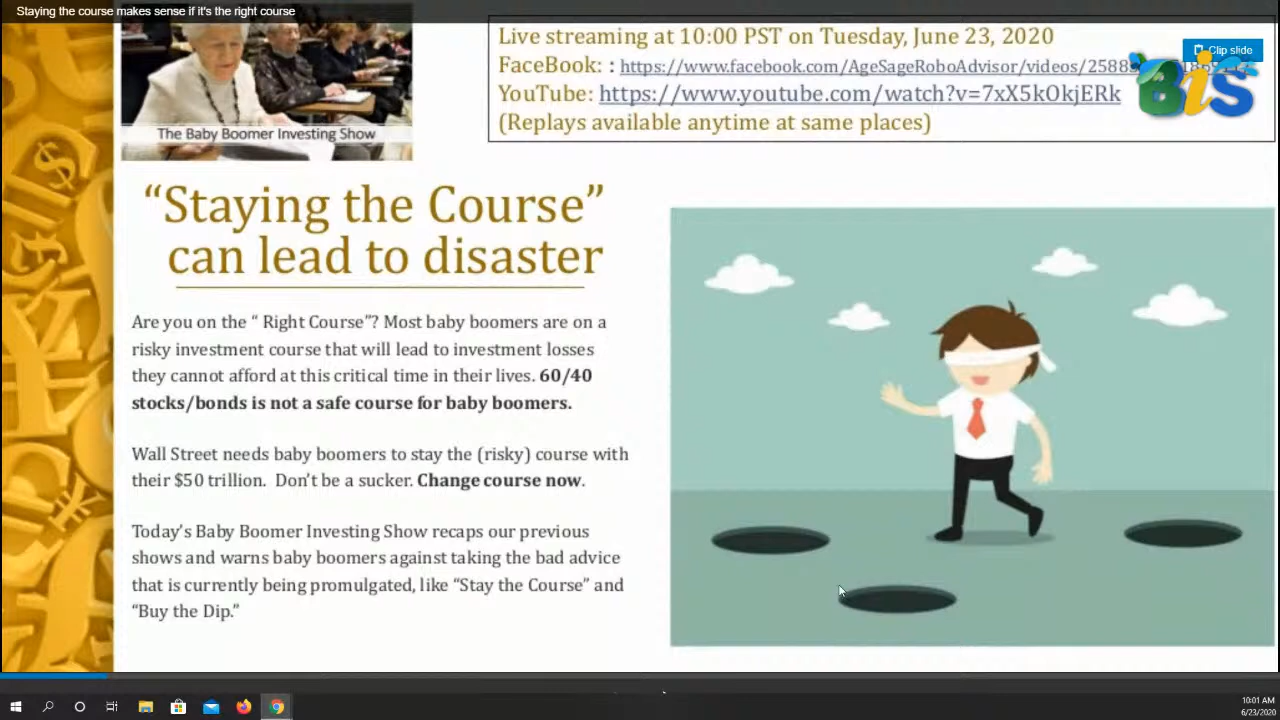 Staying the course makes sense if it's the right course
The Baby Boomer Investing Show
Live streaming at 10:00 PST on Tuesday, June 23, 2020
FaceBook: : https://www.facebook.com/AgeSageRoboAdvisor/videos/
YouTube: https://www.youtube.com/watch?v=7xX5kOkjERk
(Replays available anytime at same places)
Clip slide
BIS
“Staying the Course”
can lead to disaster
Are you on the “ Right Course”? Most baby boomers are on a
risky investment course that will lead to investment losses
they cannot afford at this critical time in their lives. 60/40
stocks/bonds is not a safe course for baby boomers.
Wall Street needs baby boomers to stay the (risky) course with
their $50 trillion. Don’t be a sucker. Change course now.
Today’s Baby Boomer Investing Show recaps our previous
shows and warns baby boomers against taking the bad advice
that is currently being promulgated, like “Stay the Course” and
“Buy the Dip.”
10:01 AM
6/23/2020